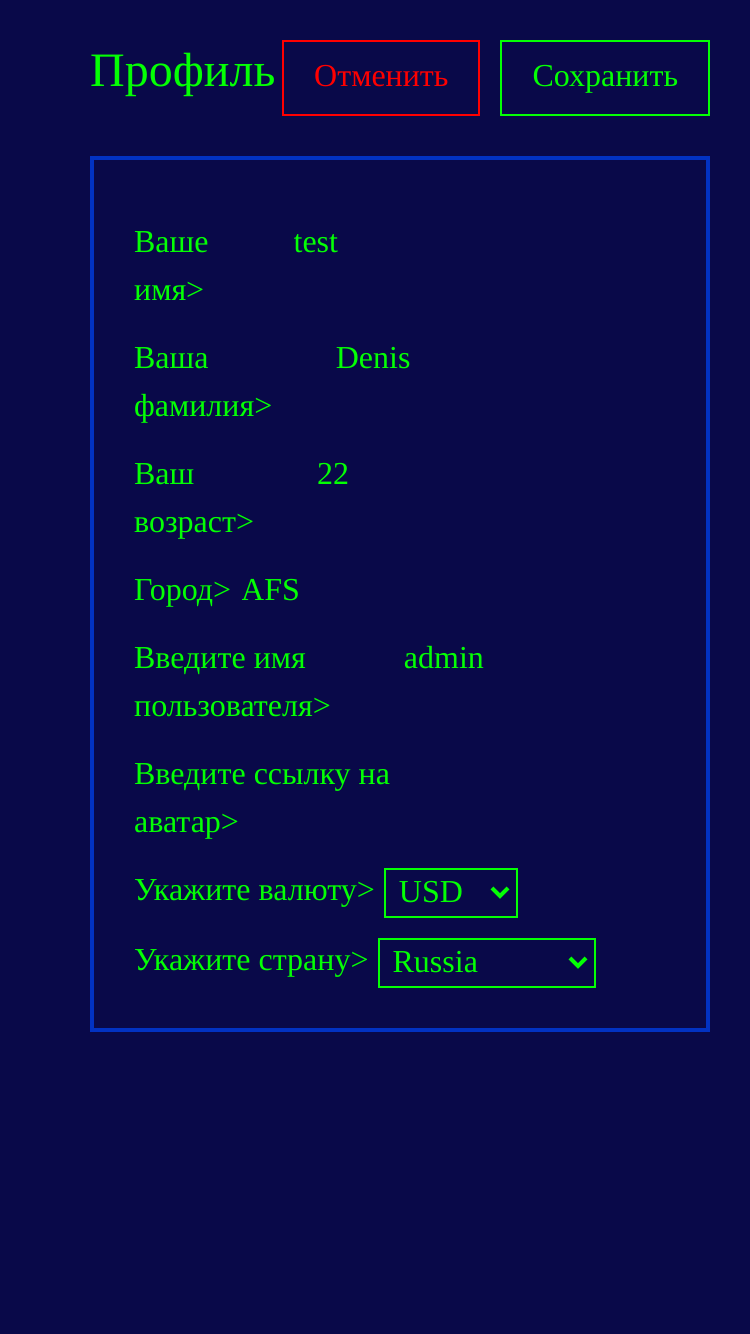 Профиль Отменить Сохранить
Ваше test
имя>
Ваша Denis
фамилия>
Ваш 22
возраст>
Город> AFS
Введите имя admin
пользователя>
Введите ссылку на
аватар>
Укажите валюту> USD
Укажите страну> Russia